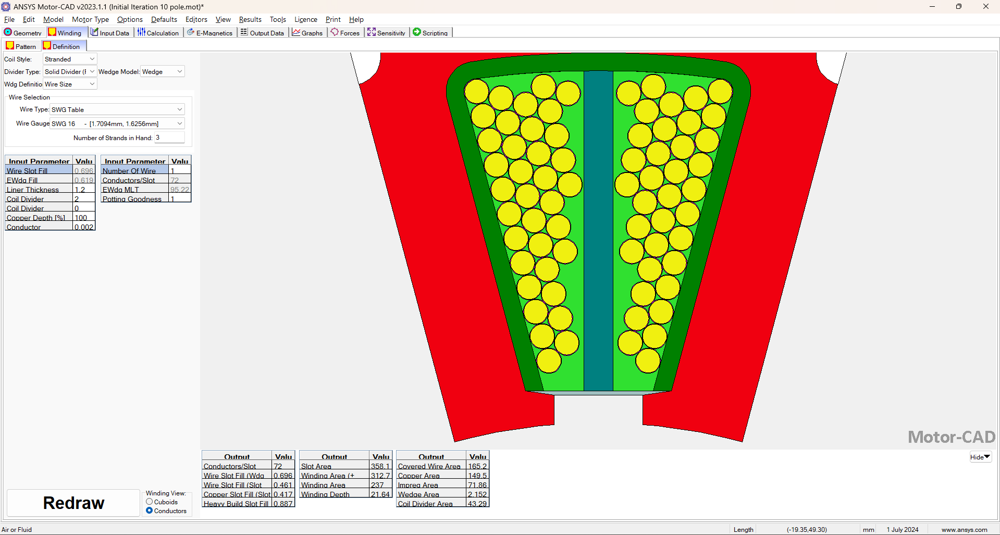 ANSYS Motor-CAD v2023.1.1 (Initial Iteration 10 pole.mot)*
File Edit Model Motor Type Options Defaults Editors View Results Tools Licence Print Help
Geometry Winding Input Data Calculation E-Magnetics Output Data Graphs Forces Sensitivity Scripting
Pattern Definition
Coil Style: Stranded
Divider Type: Solid Divider (F Wedge Model: Wedge
Wdg Definitio Wire Size
Wire Selection
Wire Type: SWG Table
Wire Gauge SWG 16 - [1.7094mm, 1.6256mm]
Number of Strands in Hand: 3
Input Parameter Valu Input Parameter Valu
Wire Slot Fill 0.696 Number Of Wire 1
EWdg Fill 0.619 Conductors/Slot 72
Liner Thickness 1.2 EWdg MLT 95.22
Coil Divider 2 Potting Goodness 1
Coil Divider 0
Copper Depth [%] 100
Conductor 0.002
Motor-CAD
Hide
Output Valu Output Valu Output Valu
Conductors/Slot 72 Slot Area 358.1 Covered Wire Area 165.2
Wire Slot Fill (Wdg 0.696 Winding Area (+ 312.7 Copper Area 149.5
Wire Slot Fill (Slot 0.461 Winding Area 237 Impreg Area 71.86
Copper Slot Fill (Slot 0.417 Winding Depth 21.64 Wedge Area 2.152
Heavy Build Slot Fill 0.887 Coil Divider Area 43.29
Redraw
Winding View:
Cuboids
Conductors
Air or Fluid Length (-19.35,49.30) mm 1 July 2024 www.ansys.com